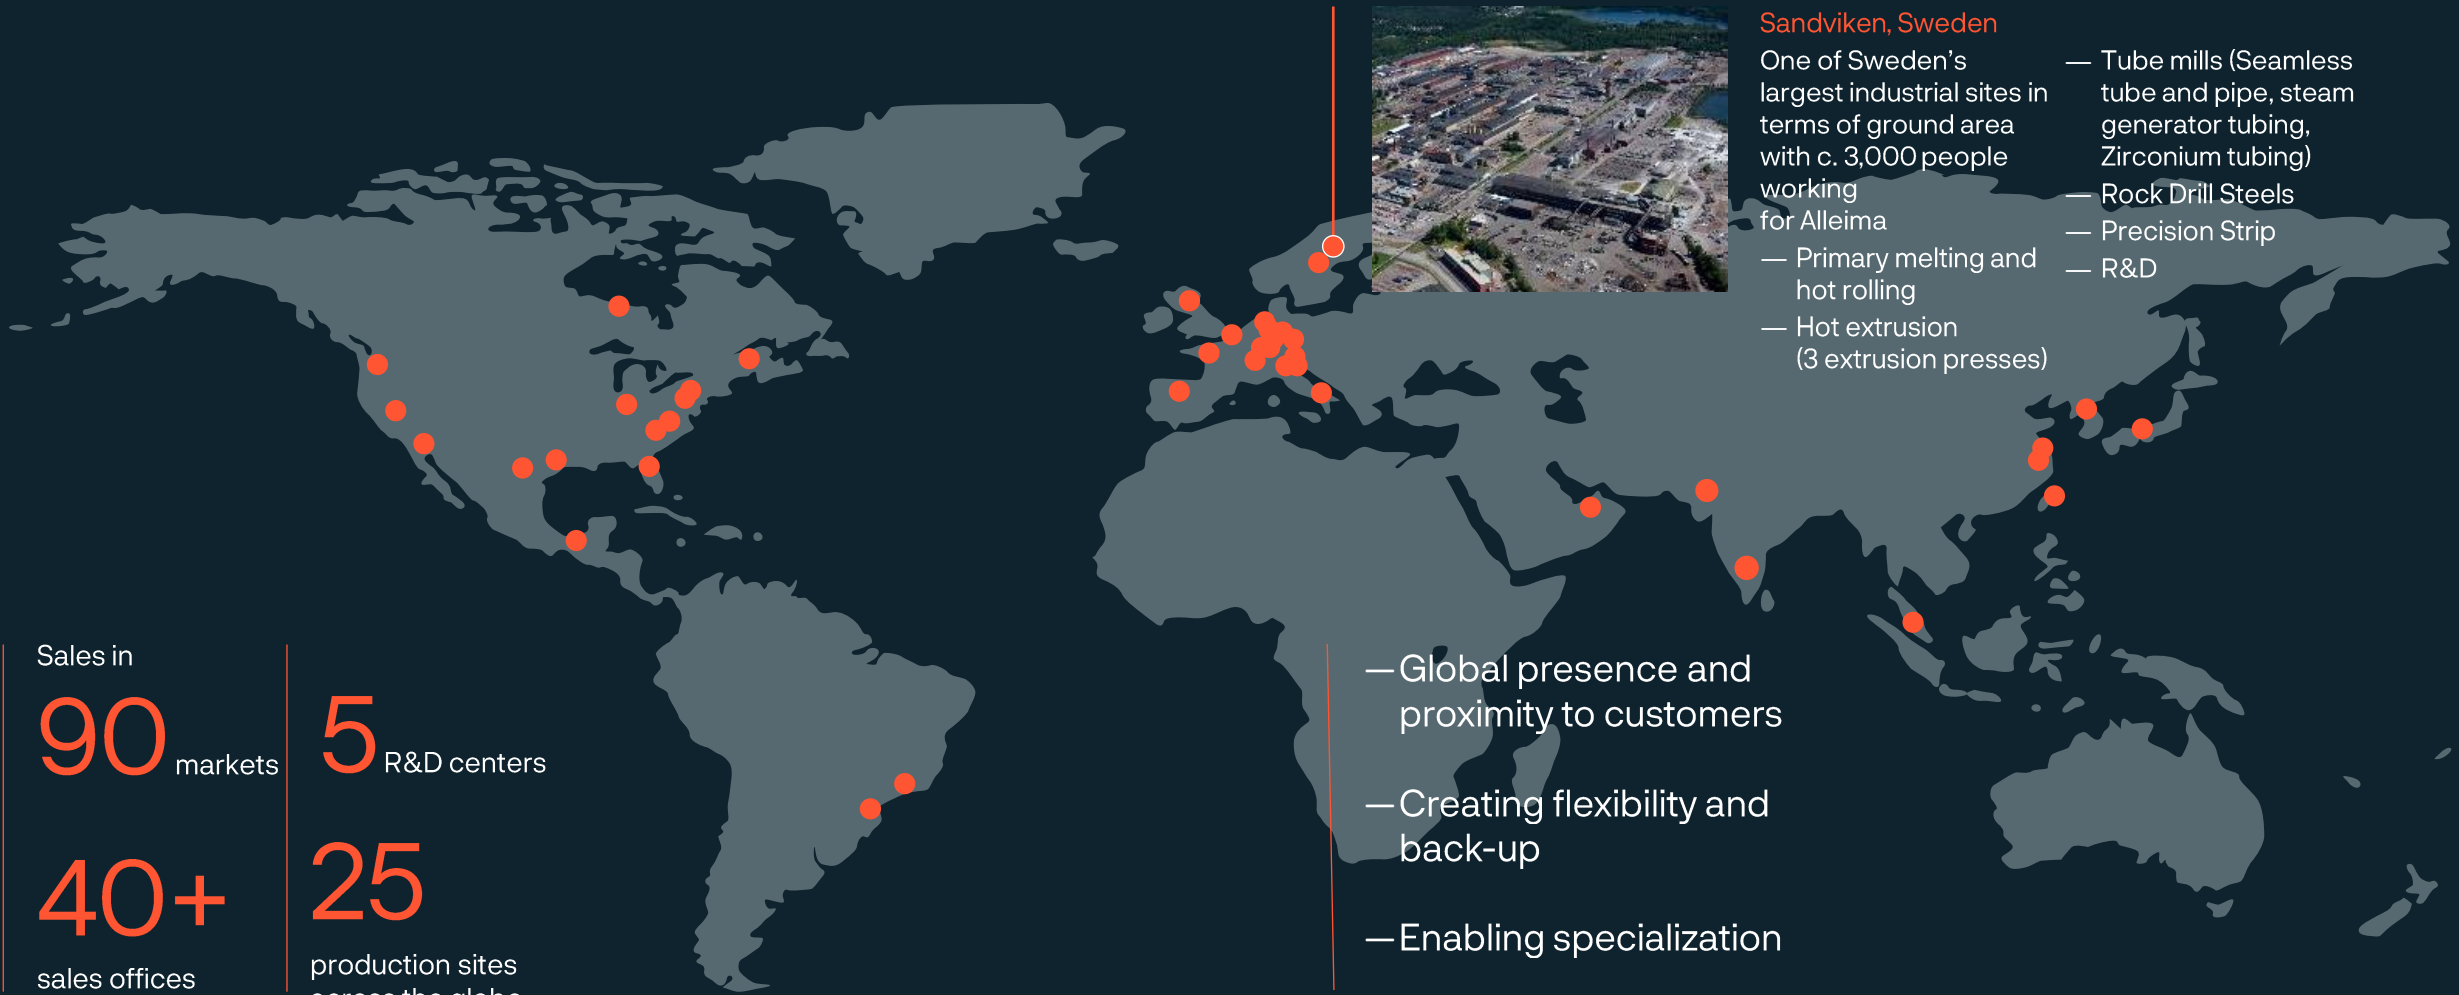 Sandviken, Sweden
One of Sweden's
largest industrial sites in
terms of ground area
with c. 3,000 people
working
for Alleima
— Primary melting and
hot rolling
— Hot extrusion
(3 extrusion presses)
— Tube mills (Seamless
tube and pipe, steam
generator tubing,
Zirconium tubing)
— Rock Drill Steels
— Precision Strip
— R&D
Sales in
90 markets
5 R&D centers
40+
sales offices
25
production sites
across the globe
— Global presence and
proximity to customers
— Creating flexibility and
back-up
— Enabling specialization